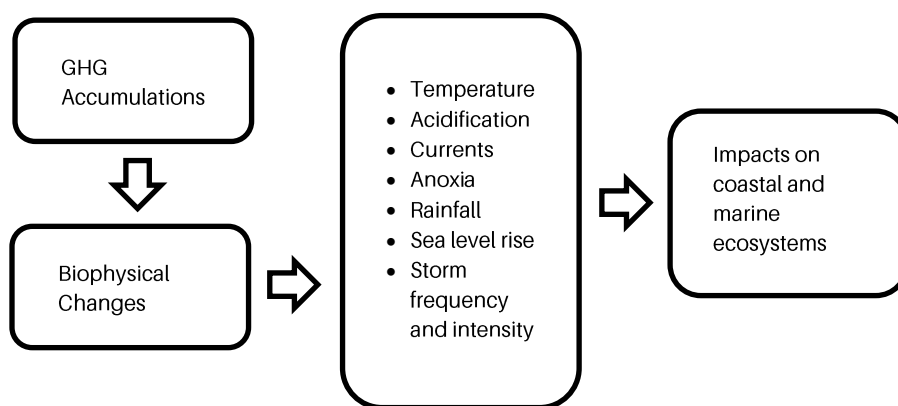 GHG
Accumulations
Biophysical
Changes
• Temperature
• Acidification
• Currents
• Anoxia
• Rainfall
• Sea level rise
• Storm
frequency
and intensity
Impacts on
coastal and
marine
ecosystems